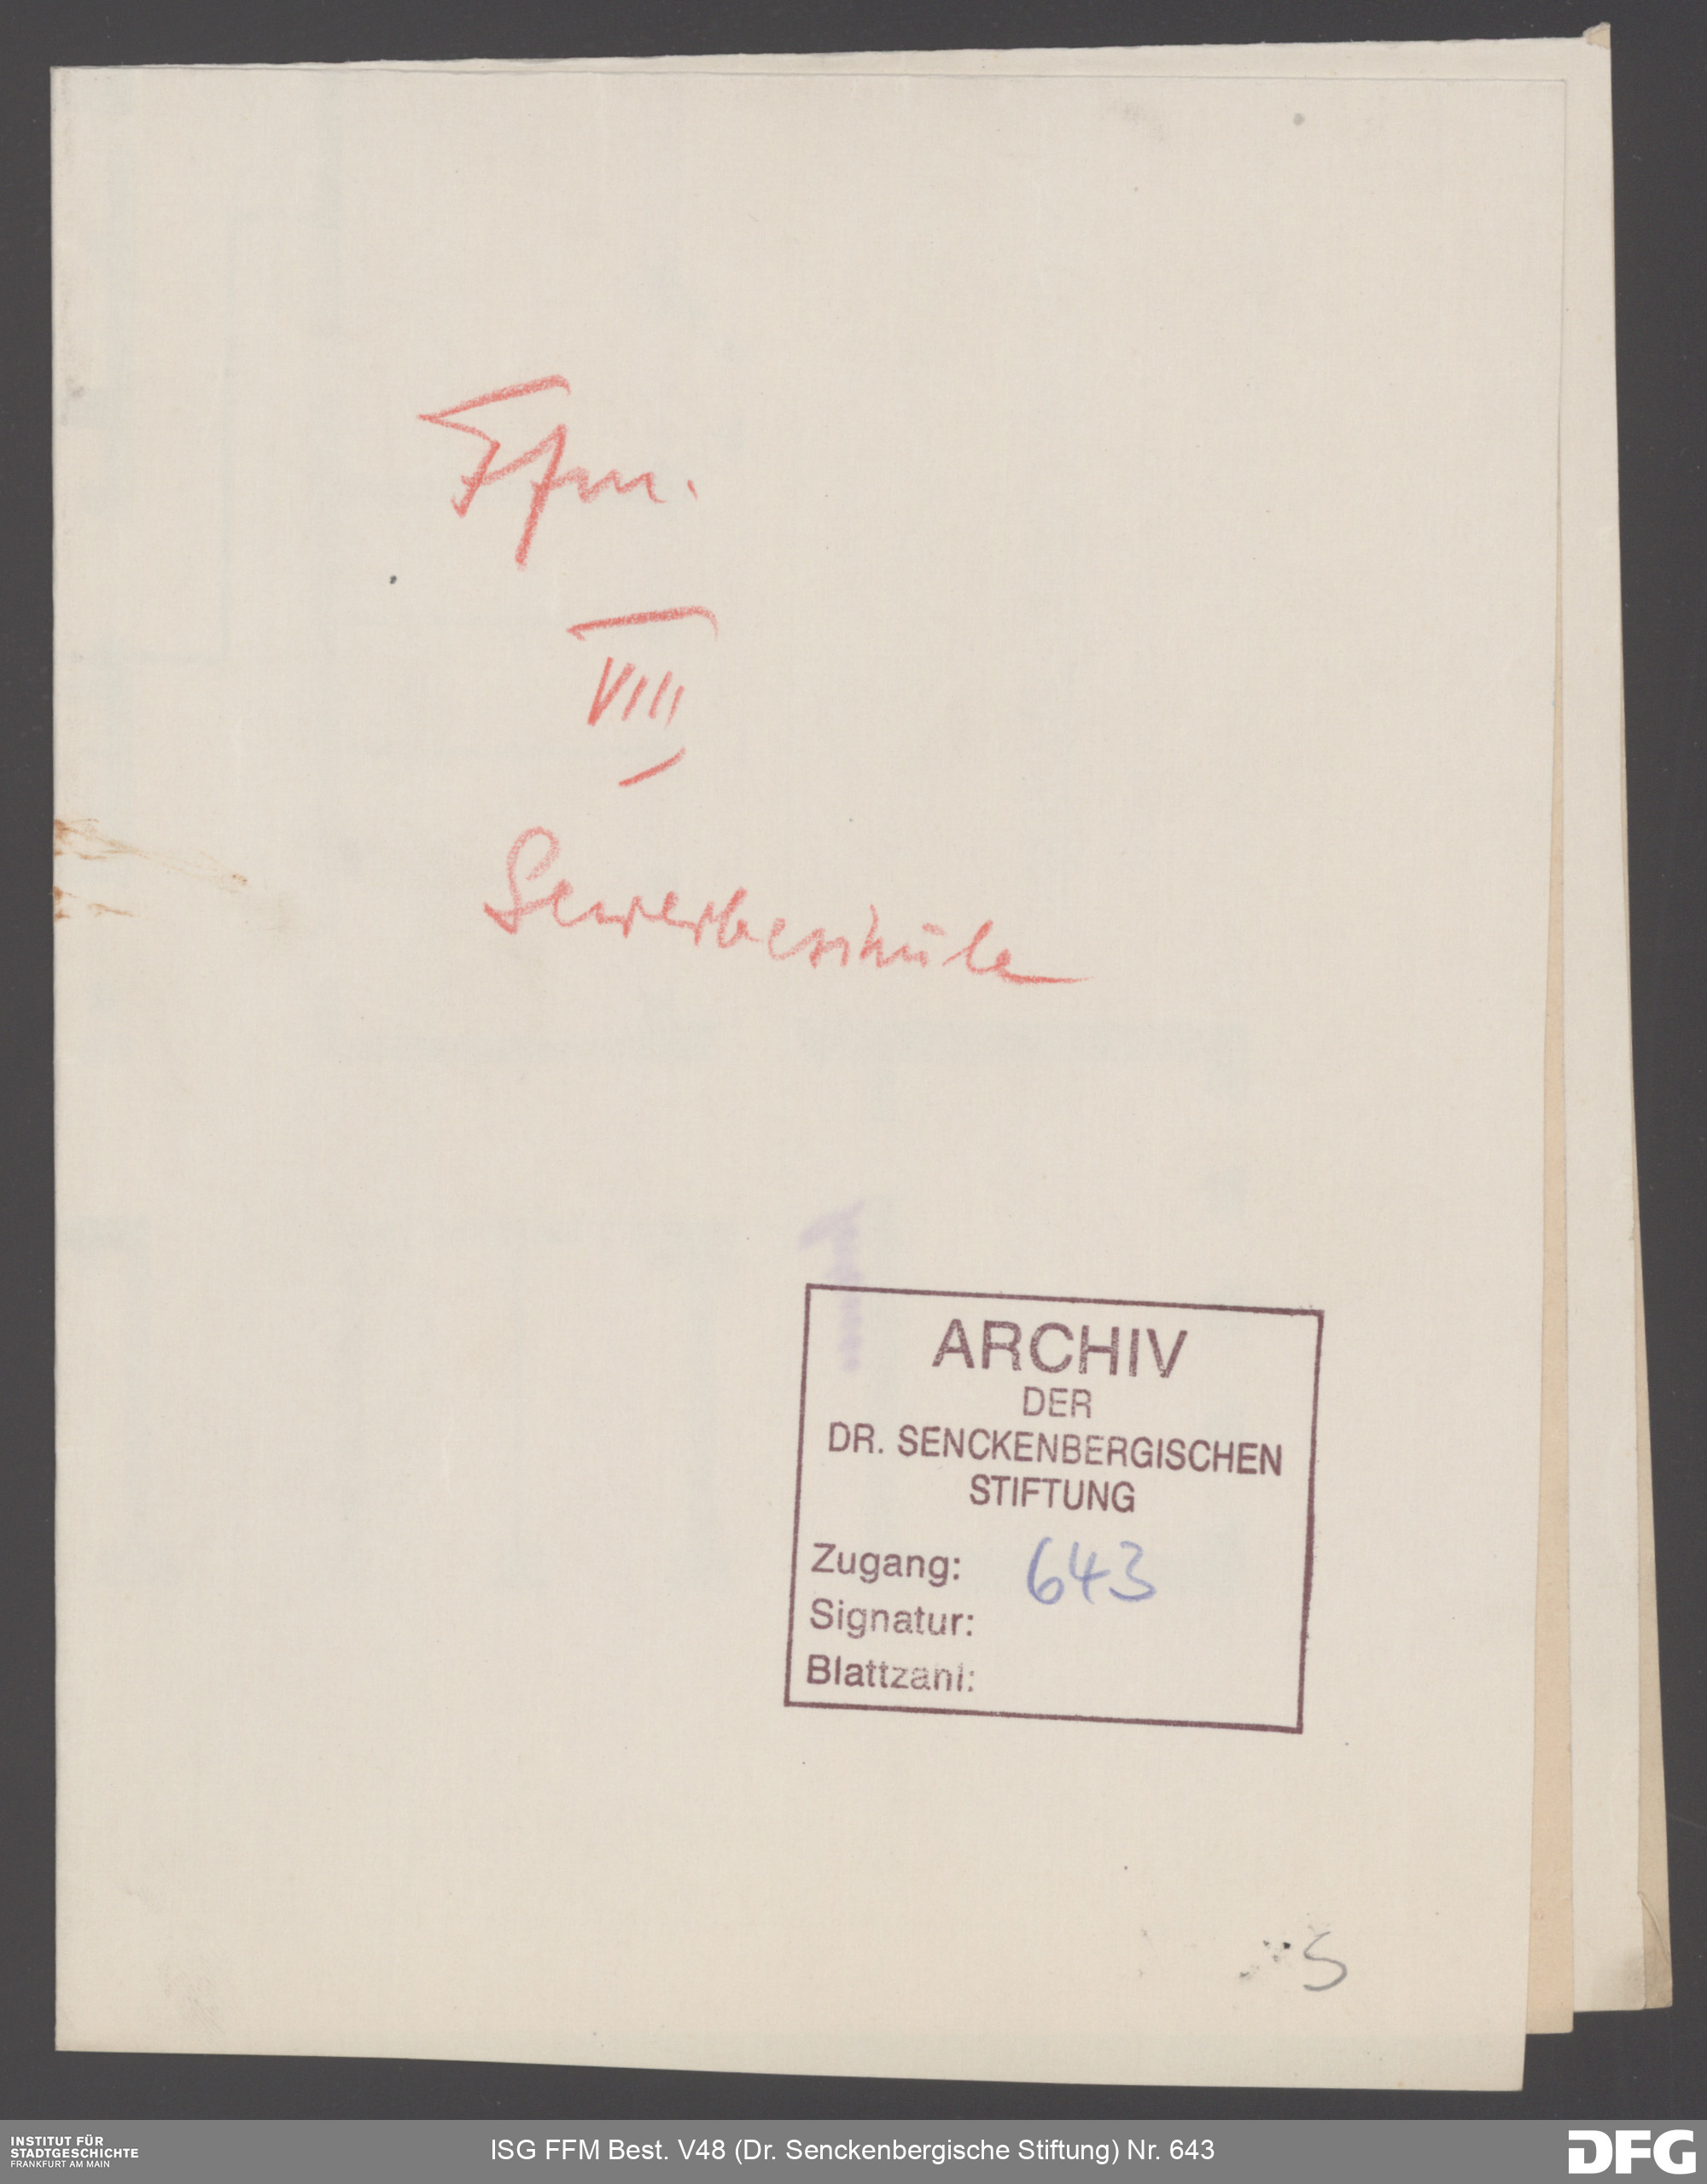 Ffm.
VIII
Gewerbeschule
1
ARCHIV
DER
DR. SENCKENBERGISCHEN
STIFTUNG
Zugang: 643
Signatur:
Blattzahl:
5
INSTITUT FÜR
STADTGESCHICHTE
FRANKFURT AM MAIN
ISG FFM Best. V48 (Dr. Senckenbergische Stiftung) Nr. 643
DFG